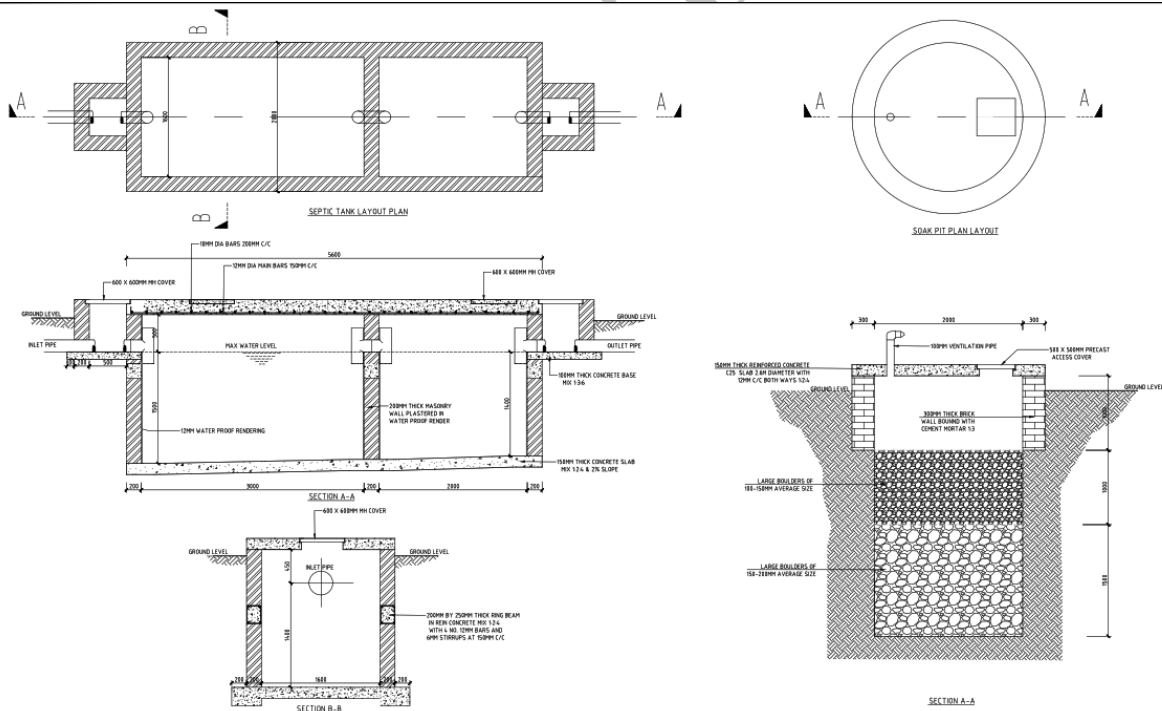 B
A
A
1600
2000
B
SEPTIC TANK LAYOUT PLAN
A
A
SOAK PIT PLAN LAYOUT
10MM DIA BARS 200MM C/C
5600
12MM DIA MAIN BARS 150MM C/C
600 X 600MM MH COVER
600 X 600MM MH COVER
GROUND LEVEL
GROUND LEVEL
INLET PIPE
MAX WATER LEVEL
OUTLET PIPE
200
200
500
100MM THICK CONCRETE BASE
MIX 1:3:6
1500
1400
200MM THICK MASONRY
WALL PLASTERED IN
WATER PROOF RENDER
12MM WATER PROOF RENDERING
150MM THICK CONCRETE SLAB
MIX 1:2:4 & 2% SLOPE
200
3000
200
2000
200
SECTION A-A
600 X 600MM MH COVER
GROUND LEVEL
GROUND LEVEL
450
INLET PIPE
1400
200MM BY 250MM THICK RING BEAM
IN REIN CONCRETE MIX 1:2:4
WITH 4 NO. 12MM BARS AND
6MM STIRRUPS AT 150MM C/C
200
200
1600
200
200
SECTION B-B
300
2000
300
100MM VENTILATION PIPE
500 X 500MM PRECAST
ACCESS COVER
150MM THICK REINFORCED CONCRETE
C25 SLAB 2.6M DIAMETER WITH
12MM C/C BOTH WAYS 1:2:4
GROUND LEVEL
GROUND LEVEL
300MM THICK BRICK
WALL BOUND WITH
CEMENT MORTAR 1:3
LARGE BOULDERS OF
100-150MM AVERAGE SIZE
1000
LARGE BOULDERS OF
150-200MM AVERAGE SIZE
1500
SECTION A-A